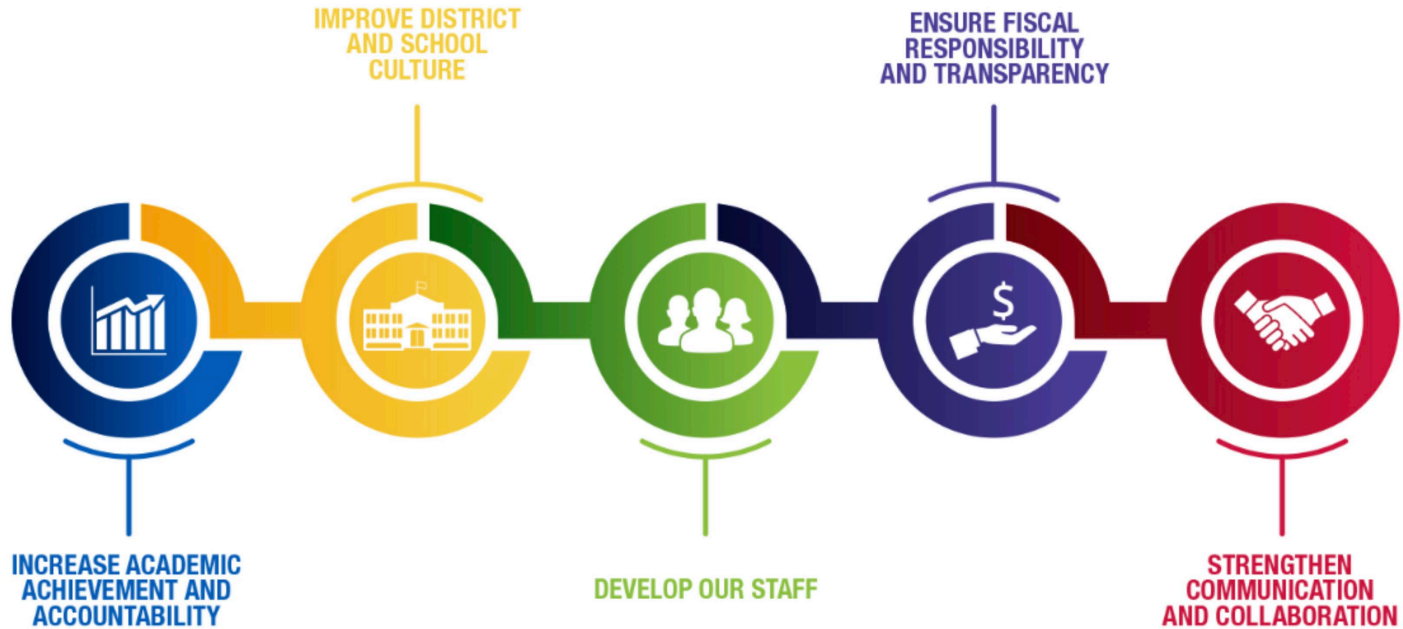 IMPROVE DISTRICT
AND SCHOOL
CULTURE
ENSURE FISCAL
RESPONSIBILITY
AND TRANSPARENCY
$
INCREASE ACADEMIC
ACHIEVEMENT AND
ACCOUNTABILITY
DEVELOP OUR STAFF
STRENGTHEN
COMMUNICATION
AND COLLABORATION